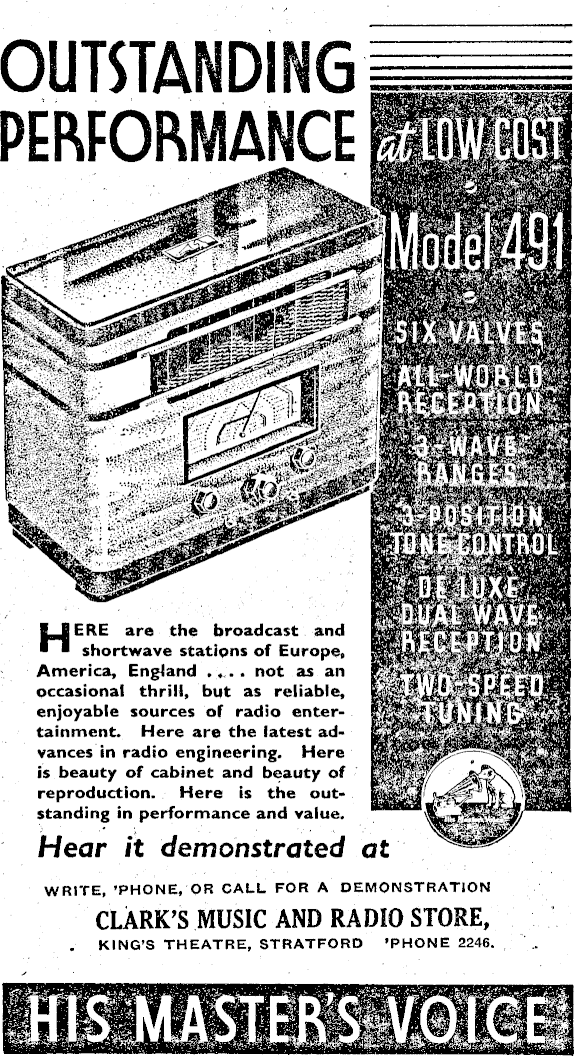 OUTSTANDING
PERFORMANCE
at LOW COST
Model 491
SIX VALVES
ALL-WORLD
RECEPTION
3-WAVE
RANGES
3-POSITION
TONE CONTROL
DE LUXE
DUAL WAVE
RECEPTION
TWO-SPEED
TUNING
HERE are the broadcast and
shortwave stations of Europe,
America, England .... not as an
occasional thrill, but as reliable,
enjoyable sources of radio enter-
tainment. Here are the latest ad-
vances in radio engineering. Here
is beauty of cabinet and beauty of
reproduction. Here is the out-
standing in performance and value.
Hear it demonstrated at
WRITE, 'PHONE, OR CALL FOR A DEMONSTRATION
CLARK'S MUSIC AND RADIO STORE,
KING'S THEATRE, STRATFORD 'PHONE 2246.
HIS MASTER'S VOICE